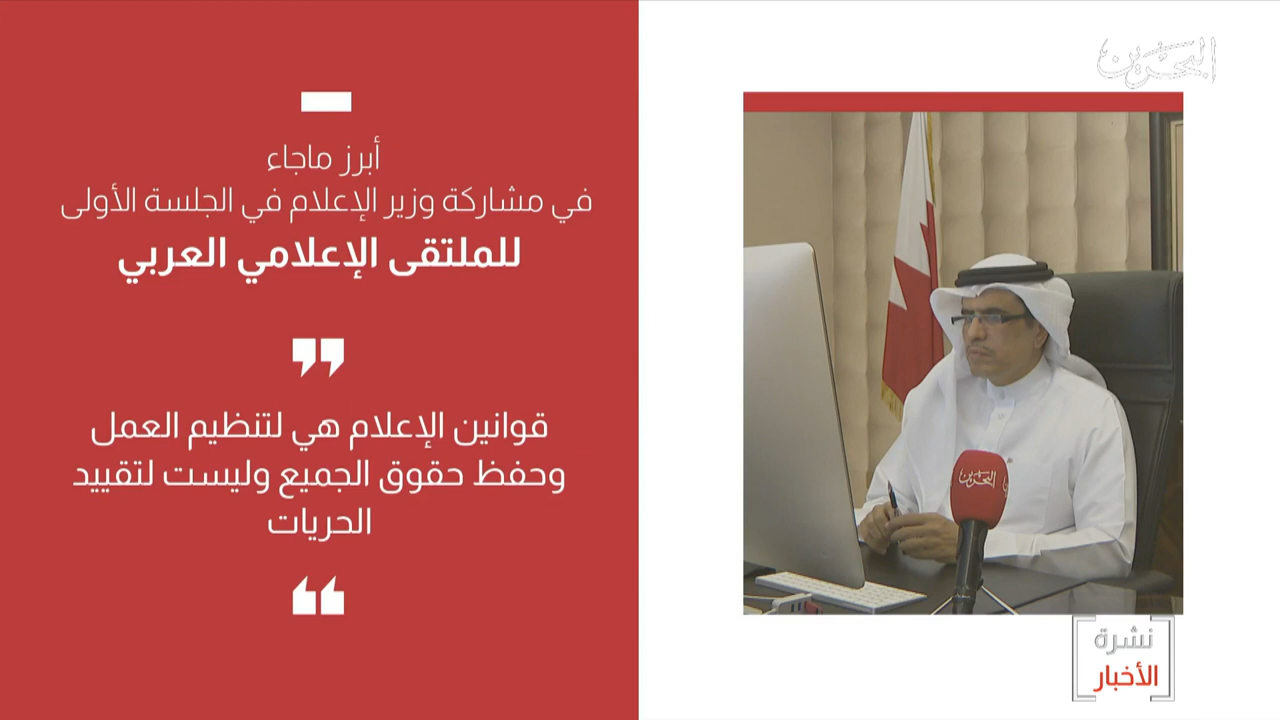 البحرين
أبرز ماجاء
في مشاركة وزير الإعلام في الجلسة الأولى
للملتقى الإعلامي العربي
قوانين الإعلام هي لتنظيم العمل
وحفظ حقوق الجميع وليست لتقييد
الحريات
البحرين
نشرة
الأخبار